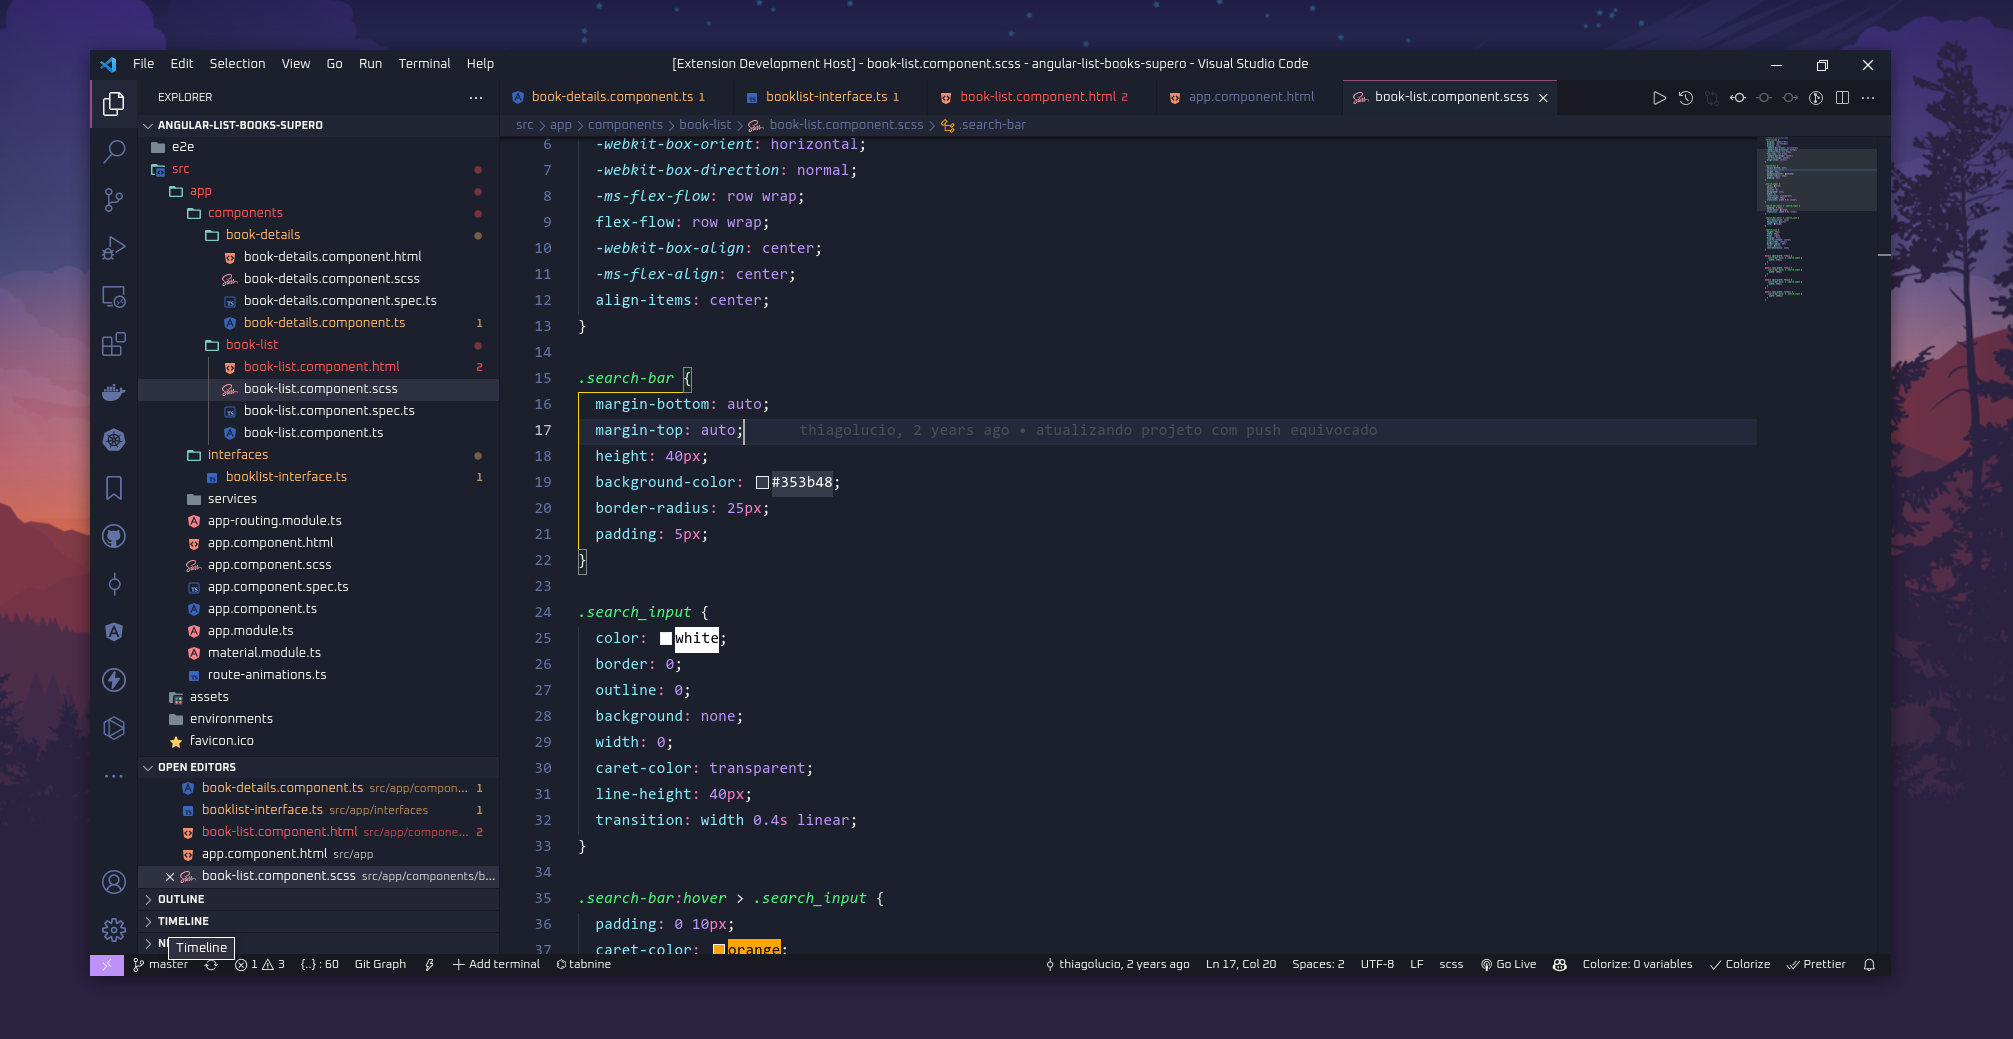 File Edit Selection View Go Run Terminal Help
[Extension Development Host] - book-list.component.scss - angular-list-books-supero - Visual Studio Code
EXPLORER
ANGULAR-LIST-BOOKS-SUPERO
e2e
src
app
components
book-details
book-details.component.html
book-details.component.scss
book-details.component.spec.ts
book-details.component.ts 1
book-list
book-list.component.html 2
book-list.component.scss
book-list.component.spec.ts
book-list.component.ts
interfaces
booklist-interface.ts 1
services
app-routing.module.ts
app.component.html
app.component.scss
app.component.spec.ts
app.component.ts
app.module.ts
material.module.ts
route-animations.ts
assets
environments
favicon.ico
OPEN EDITORS
book-details.component.ts src/app/compon... 1
booklist-interface.ts src/app/interfaces 1
book-list.component.html src/app/compone... 2
app.component.html src/app
book-list.component.scss src/app/components/b...
OUTLINE
TIMELINE
Timeline
book-details.component.ts 1 booklist-interface.ts 1 book-list.component.html 2 app.component.html book-list.component.scss
src > app > components > book-list > book-list.component.scss > .search-bar
6 -webkit-box-orient: horizontal;
7 -webkit-box-direction: normal;
8 -ms-flex-flow: row wrap;
9 flex-flow: row wrap;
10 -webkit-box-align: center;
11 -ms-flex-align: center;
12 align-items: center;
13 }
14
15 .search-bar {
16 margin-bottom: auto;
17 margin-top: auto; thiagolucio, 2 years ago • atualizando projeto com push equivocado
18 height: 40px;
19 background-color: #353b48;
20 border-radius: 25px;
21 padding: 5px;
22 }
23
24 .search_input {
25 color: white;
26 border: 0;
27 outline: 0;
28 background: none;
29 width: 0;
30 caret-color: transparent;
31 line-height: 40px;
32 transition: width 0.4s linear;
33 }
34
35 .search-bar:hover > .search_input {
36 padding: 0 10px;
37 caret-color: orange;
master 1 3 {..} : 60 Git Graph Add terminal tabnine thiagolucio, 2 years ago Ln 17, Col 20 Spaces: 2 UTF-8 LF scss Go Live Colorize: 0 variables Colorize Prettier